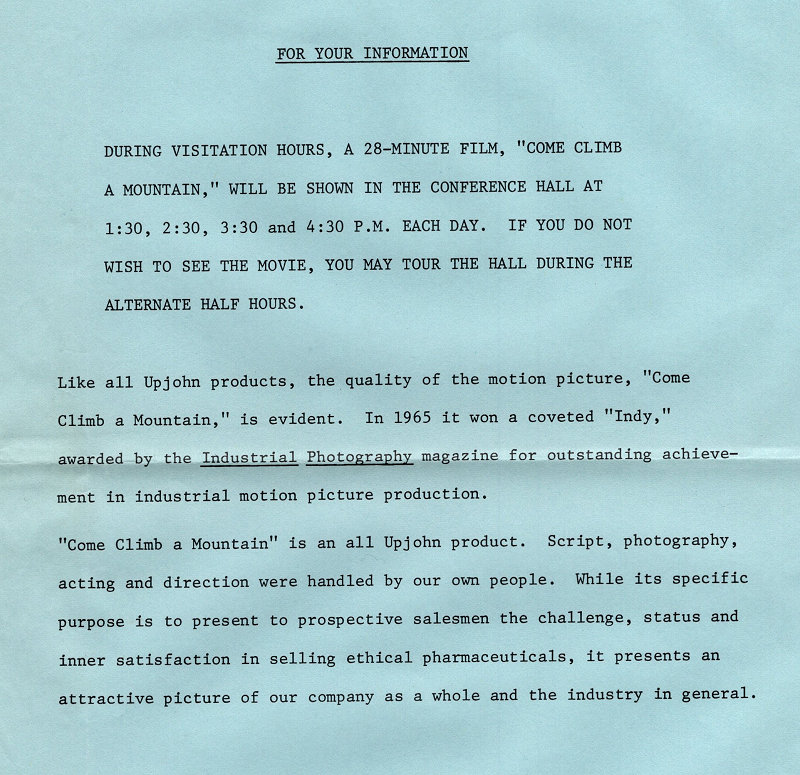 FOR YOUR INFORMATION
DURING VISITATION HOURS, A 28-MINUTE FILM, "COME CLIMB
A MOUNTAIN," WILL BE SHOWN IN THE CONFERENCE HALL AT
1:30, 2:30, 3:30 and 4:30 P.M. EACH DAY. IF YOU DO NOT
WISH TO SEE THE MOVIE, YOU MAY TOUR THE HALL DURING THE
ALTERNATE HALF HOURS.
Like all Upjohn products, the quality of the motion picture, "Come
Climb a Mountain," is evident. In 1965 it won a coveted "Indy,"
awarded by the Industrial Photography magazine for outstanding achieve-
ment in industrial motion picture production.
"Come Climb a Mountain" is an all Upjohn product. Script, photography,
acting and direction were handled by our own people. While its specific
purpose is to present to prospective salesmen the challenge, status and
inner satisfaction in selling ethical pharmaceuticals, it presents an
attractive picture of our company as a whole and the industry in general.